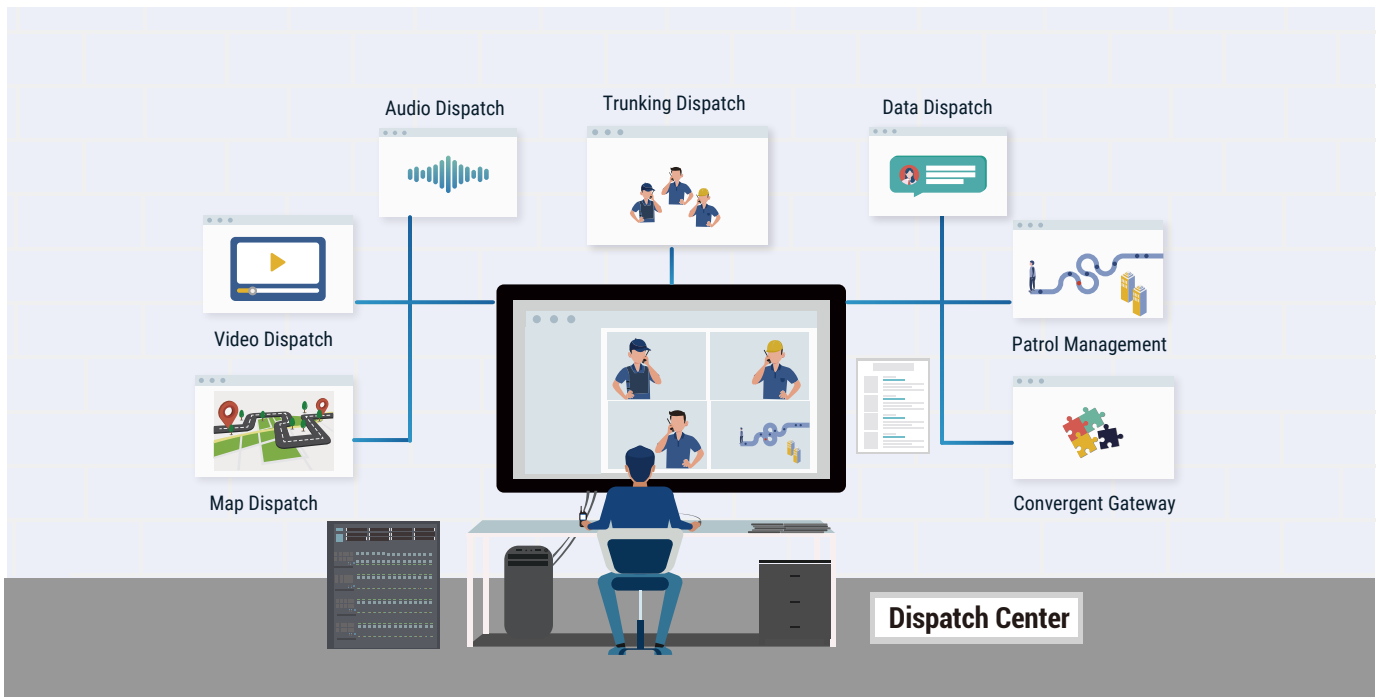 Audio Dispatch
Trunking Dispatch
Data Dispatch
Video Dispatch
Patrol Management
Map Dispatch
Convergent Gateway
Dispatch Center